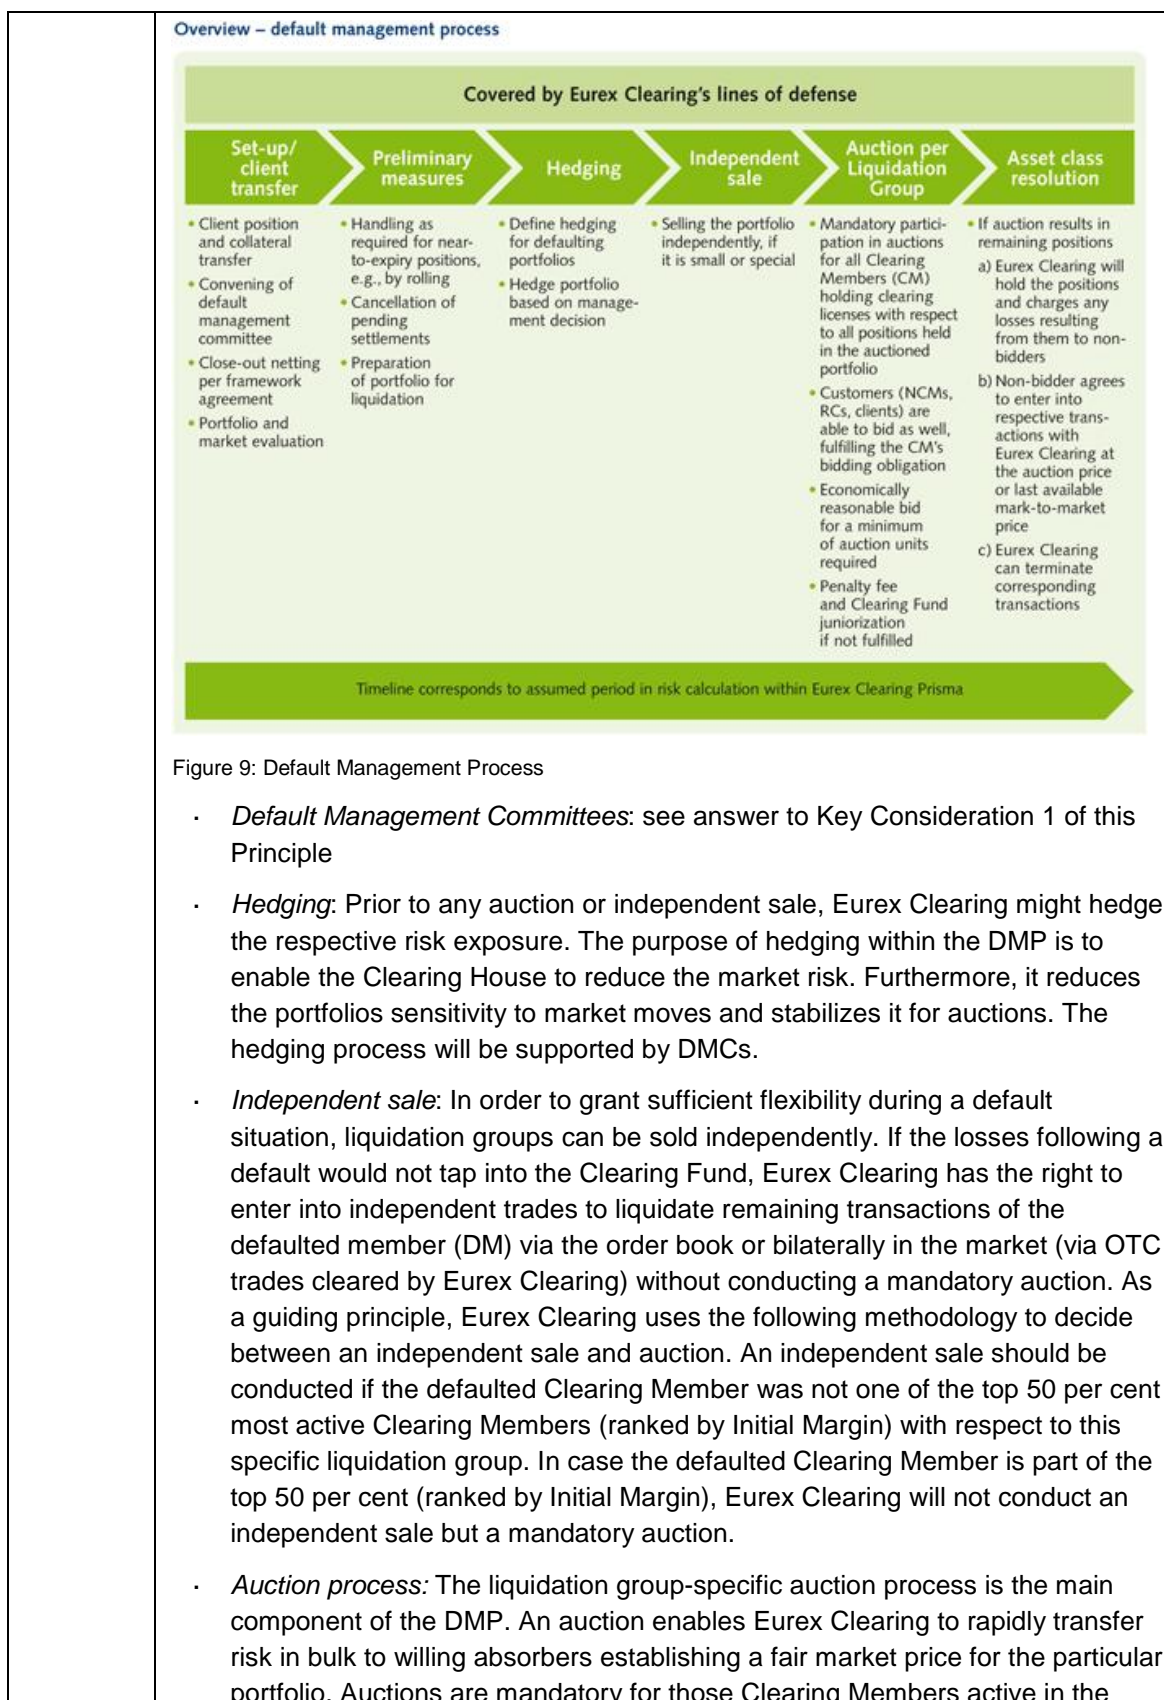 Overview – default management process
Covered by Eurex Clearing's lines of defense
Set-up/
client
transfer
Preliminary
measures
Hedging
Independent
sale
Auction per
Liquidation
Group
Asset class
resolution
• Client position
and collateral
transfer
• Convening of
default
management
committee
• Close-out netting
per framework
agreement
• Portfolio and
market evaluation
• Handling as
required for near-
to-expiry positions,
e.g., by rolling
• Cancellation of
pending
settlements
• Preparation
of portfolio for
liquidation
• Define hedging
for defaulting
portfolios
• Hedge portfolio
based on manage-
ment decision
• Selling the portfolio
independently, if
it is small or special
• Mandatory partici-
pation in auctions
for all Clearing
Members (CM)
holding clearing
licenses with respect
to all positions held
in the auctioned
portfolio
• Customers (NCMs,
RCs, clients) are
able to bid as well,
fulfilling the CM's
bidding obligation
• Economically
reasonable bid
for a minimum
of auction units
required
• Penalty fee
and Clearing Fund
juniorization
if not fulfilled
• If auction results in
remaining positions
a) Eurex Clearing will
hold the positions
and charges any
losses resulting
from them to non-
bidders
b) Non-bidder agrees
to enter into
respective trans-
actions with
Eurex Clearing at
the auction price
or last available
mark-to-market
price
c) Eurex Clearing
can terminate
corresponding
transactions
Timeline corresponds to assumed period in risk calculation within Eurex Clearing Prisma
Figure 9: Default Management Process
· Default Management Committees: see answer to Key Consideration 1 of this
Principle
· Hedging: Prior to any auction or independent sale, Eurex Clearing might hedge
the respective risk exposure. The purpose of hedging within the DMP is to
enable the Clearing House to reduce the market risk. Furthermore, it reduces
the portfolios sensitivity to market moves and stabilizes it for auctions. The
hedging process will be supported by DMCs.
· Independent sale: In order to grant sufficient flexibility during a default
situation, liquidation groups can be sold independently. If the losses following a
default would not tap into the Clearing Fund, Eurex Clearing has the right to
enter into independent trades to liquidate remaining transactions of the
defaulted member (DM) via the order book or bilaterally in the market (via OTC
trades cleared by Eurex Clearing) without conducting a mandatory auction. As
a guiding principle, Eurex Clearing uses the following methodology to decide
between an independent sale and auction. An independent sale should be
conducted if the defaulted Clearing Member was not one of the top 50 per cent
most active Clearing Members (ranked by Initial Margin) with respect to this
specific liquidation group. In case the defaulted Clearing Member is part of the
top 50 per cent (ranked by Initial Margin), Eurex Clearing will not conduct an
independent sale but a mandatory auction.
· Auction process: The liquidation group-specific auction process is the main
component of the DMP. An auction enables Eurex Clearing to rapidly transfer
risk in bulk to willing absorbers establishing a fair market price for the particular
portfolio. Auctions are mandatory for those Clearing Members active in the